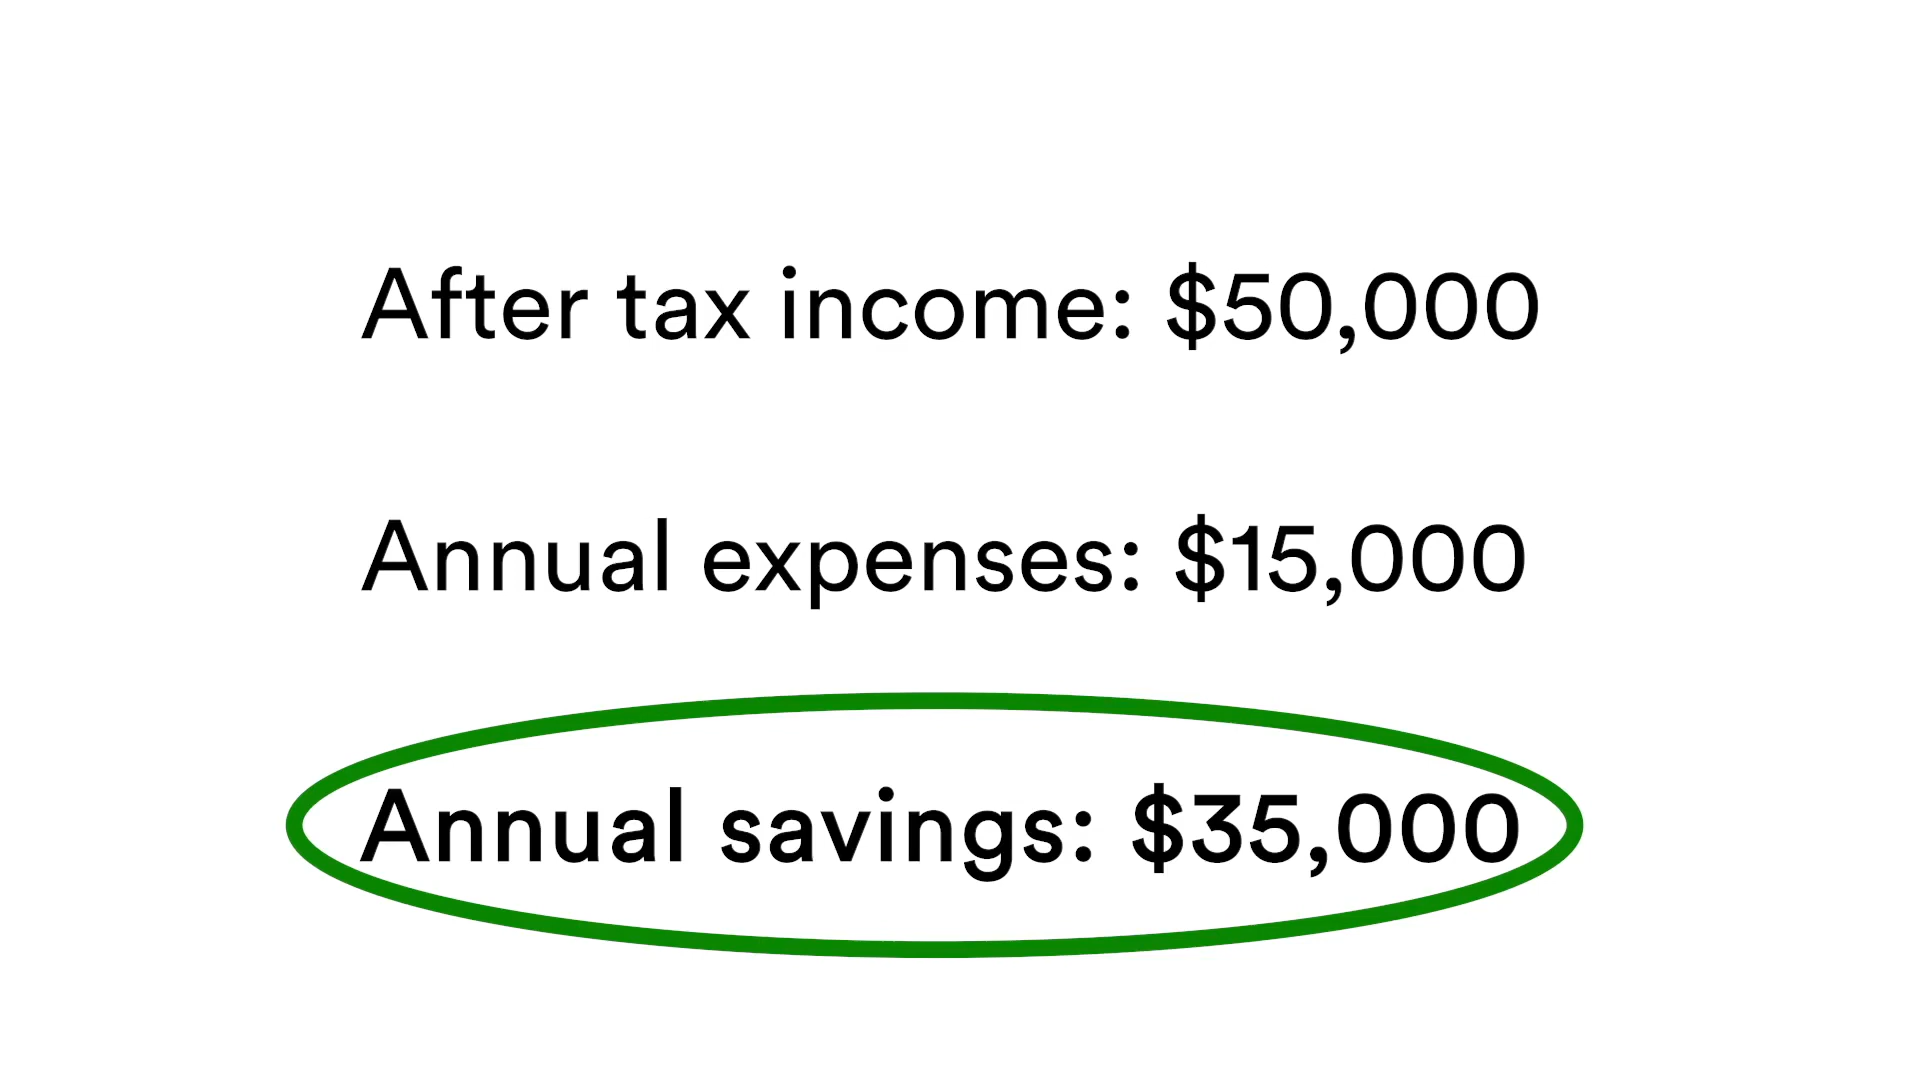 After tax income: $50,000
Annual expenses: $15,000
Annual savings: $35,000